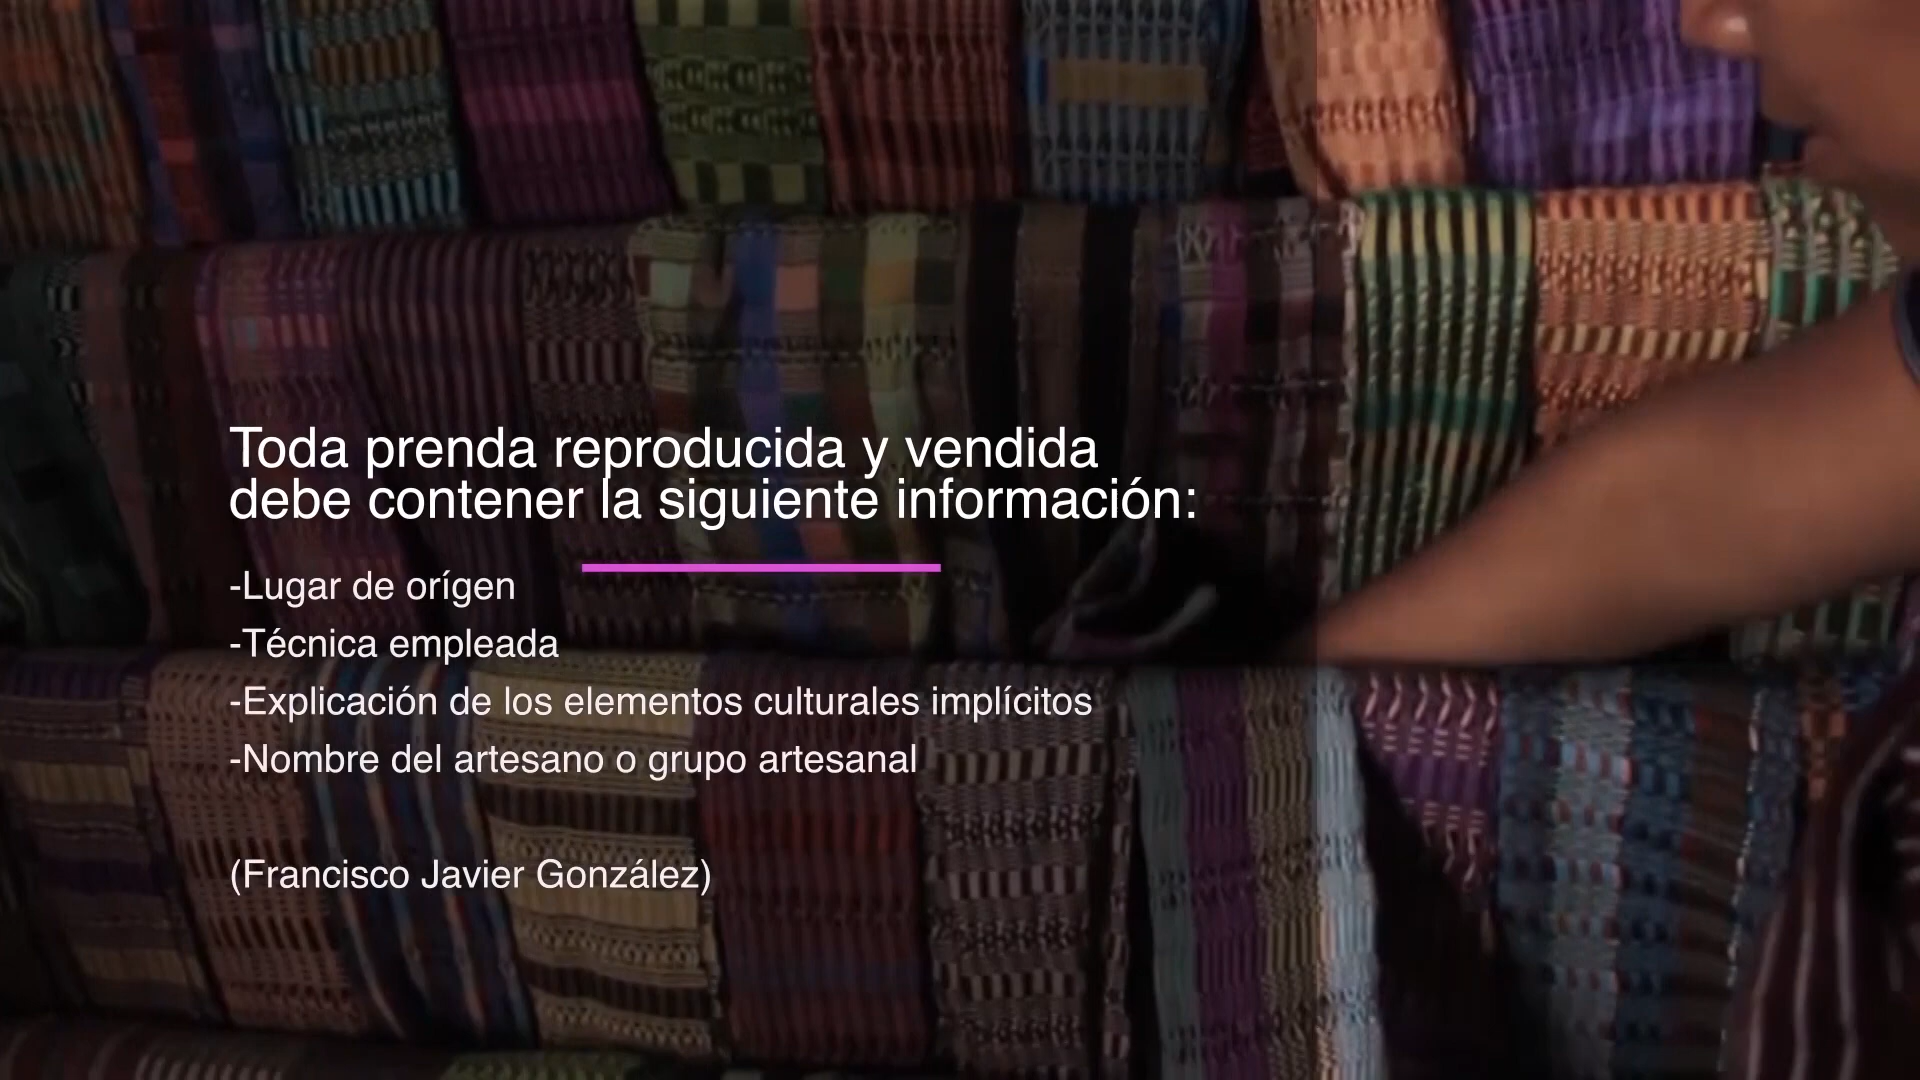 Toda prenda reproducida y vendida
debe contener la siguiente información:
-Lugar de orígen
-Técnica empleada
-Explicación de los elementos culturales implícitos
-Nombre del artesano o grupo artesanal
(Francisco Javier González)